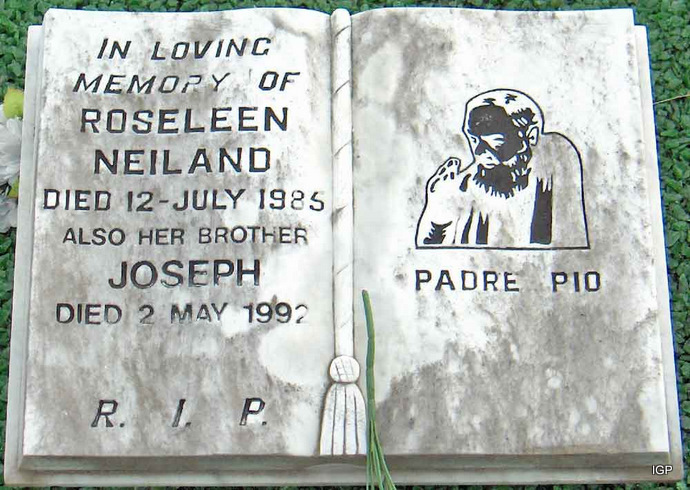 IN LOVING
MEMORY OF
ROSELEEN
NEILAND
DIED 12-JULY 1985
ALSO HER BROTHER
JOSEPH
DIED 2 MAY 1992
R. I. P.
PADRE PIO
IGP